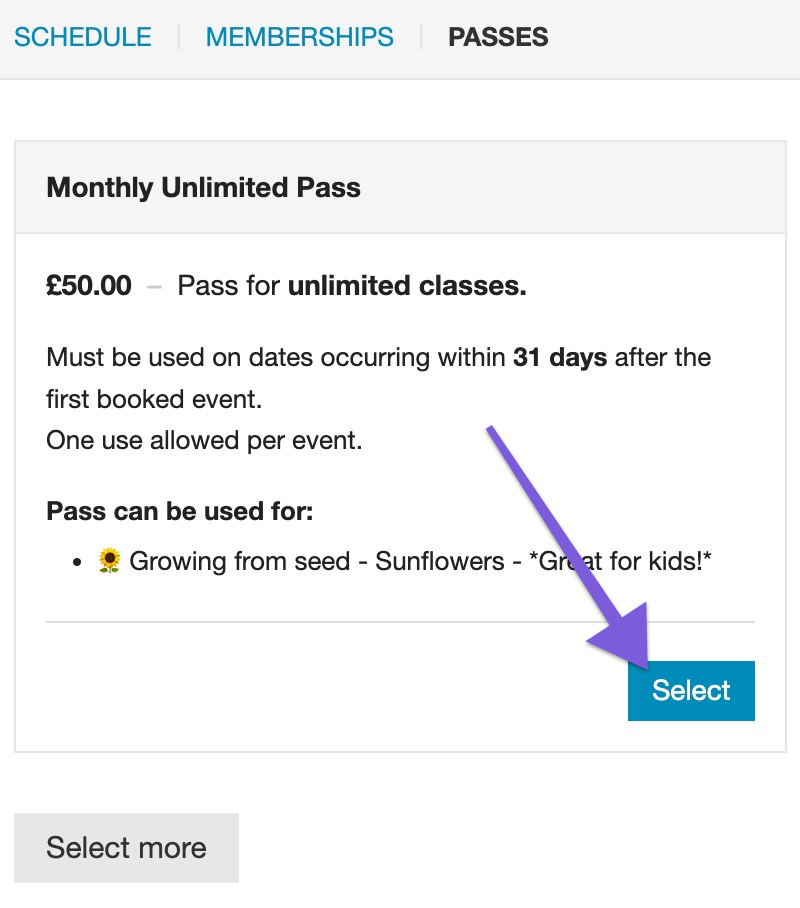 SCHEDULE MEMBERSHIPS PASSES
Monthly Unlimited Pass
£50.00 – Pass for unlimited classes.
Must be used on dates occurring within 31 days after the
first booked event.
One use allowed per event.
Pass can be used for:
• 🌻 Growing from seed - Sunflowers - *Great for kids!*
Select
Select more